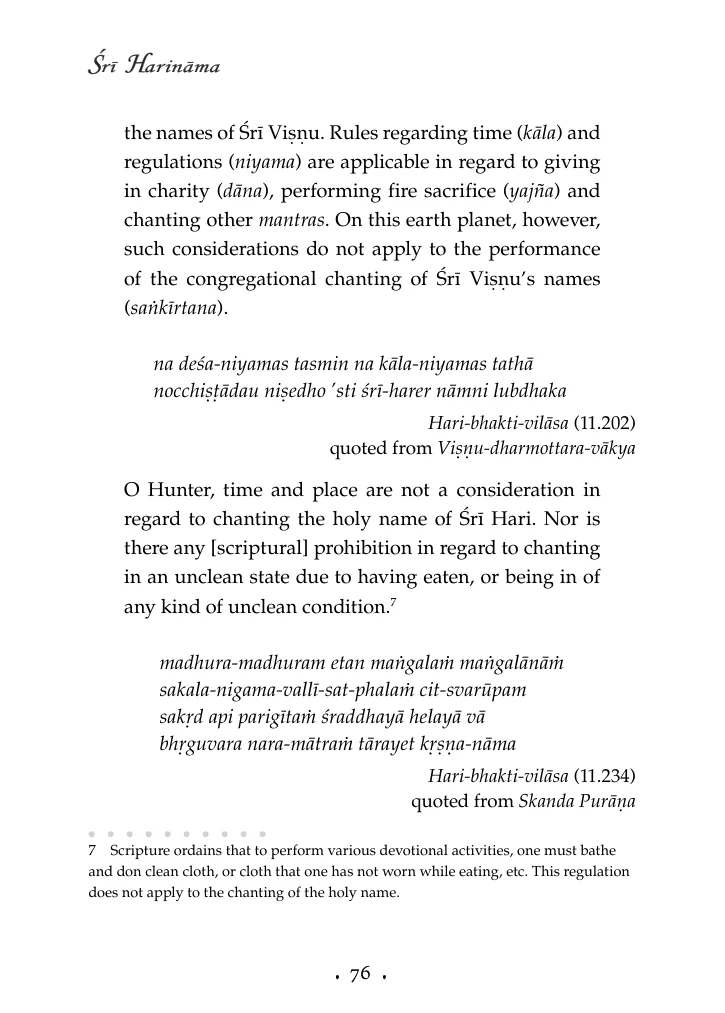 Śrī Harināma
the names of Śrī Viṣṇu. Rules regarding time (kāla) and
regulations (niyama) are applicable in regard to giving
in charity (dāna), performing fire sacrifice (yajña) and
chanting other mantras. On this earth planet, however,
such considerations do not apply to the performance
of the congregational chanting of Śrī Viṣṇu’s names
(saṅkīrtana).
na deśa-niyamas tasmin na kāla-niyamas tathā
nocchiṣṭādau niṣedho ’sti śrī-harer nāmni lubdhaka
Hari-bhakti-vilāsa (11.202)
quoted from Viṣṇu-dharmottara-vākya
O Hunter, time and place are not a consideration in
regard to chanting the holy name of Śrī Hari. Nor is
there any [scriptural] prohibition in regard to chanting
in an unclean state due to having eaten, or being in of
any kind of unclean condition.7
madhura-madhuram etan maṅgalaṁ maṅgalānāṁ
sakala-nigama-vallī-sat-phalaṁ cit-svarūpam
sakṛd api parigītaṁ śraddhayā helayā vā
bhṛguvara nara-mātraṁ tārayet kṛṣṇa-nāma
Hari-bhakti-vilāsa (11.234)
quoted from Skanda Purāṇa
7 Scripture ordains that to perform various devotional activities, one must bathe
and don clean cloth, or cloth that one has not worn while eating, etc. This regulation
does not apply to the chanting of the holy name.
• 76 •